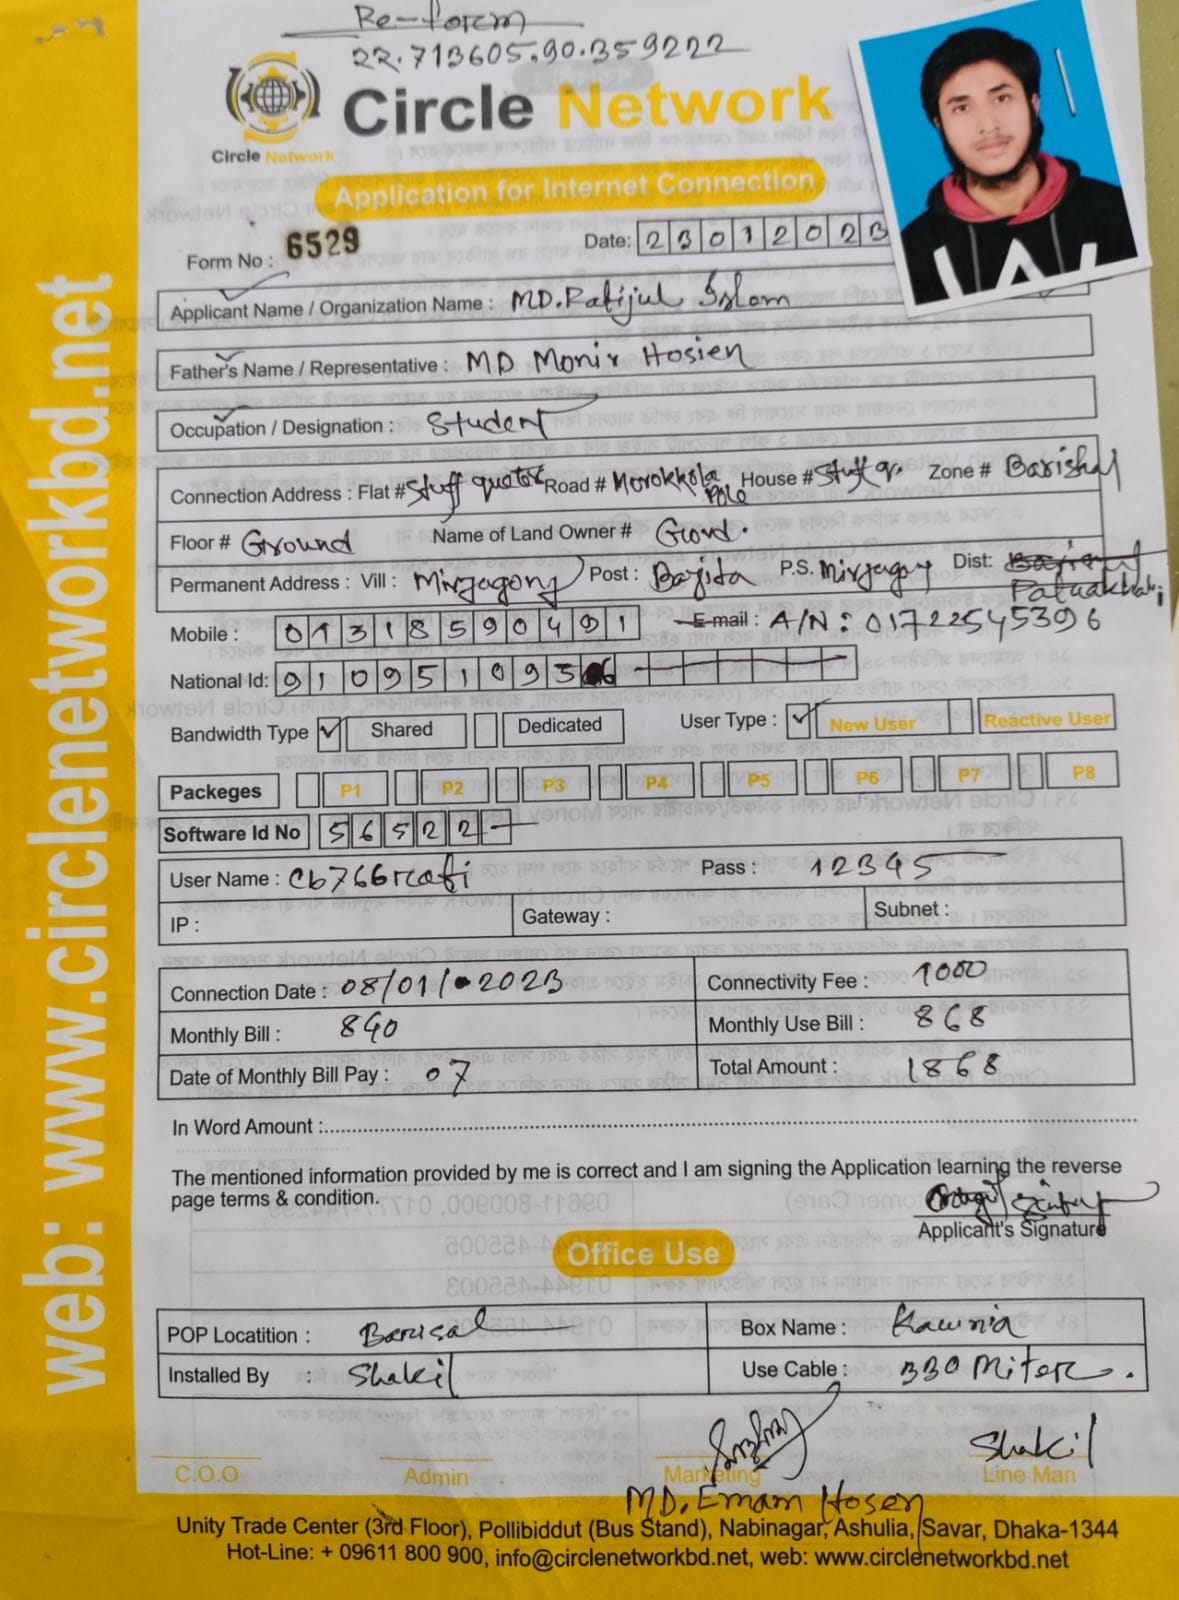 Re-form
22.713605.90.359222
Circle Network
Circle Network
Application for Internet Connection
Form No : 6529
Date: 23012023
Applicant Name / Organization Name : MD. Rafijul Islam
Father's Name / Representative : MD Monir Hosien
Occupation / Designation : Student
Connection Address : Flat # Stuff quoter Road # Morokkhola Pole House # Stuff q. Zone # Barishal
Floor # Ground Name of Land Owner # Govt.
Permanent Address : Vill : Mirjagong Post : Bajita P.S. Mirjagong Dist: Patuakhali
Mobile : 01318590491 E-mail : A/N: 01722545396
National Id: 9109510936
Bandwidth Type Shared Dedicated User Type : New User Reactive User
Packeges P1 P2 P3 P4 P5 P6 P7 P8
Software Id No 56522
User Name : cb766rafi Pass : 12345
IP : Gateway : Subnet :
Connection Date : 08/01/2023 Connectivity Fee : 1000
Monthly Bill : 840 Monthly Use Bill : 868
Date of Monthly Bill Pay : 07 Total Amount : 1868
In Word Amount :
The mentioned information provided by me is correct and I am signing the Application learning the reverse
page terms & condition.
Applicant's Signature
Office Use
POP Locatition : Barisal Box Name : Kawnia
Installed By : Shakil Use Cable : 330 Miter.
Shakil
C.O.O Admin Marketing Line Man
MD. Emam Hosen
Unity Trade Center (3rd Floor), Pollibiddut (Bus Stand), Nabinagar, Ashulia, Savar, Dhaka-1344
Hot-Line: + 09611 800 900, info@circlenetworkbd.net, web: www.circlenetworkbd.net
web: www.circlenetworkbd.net